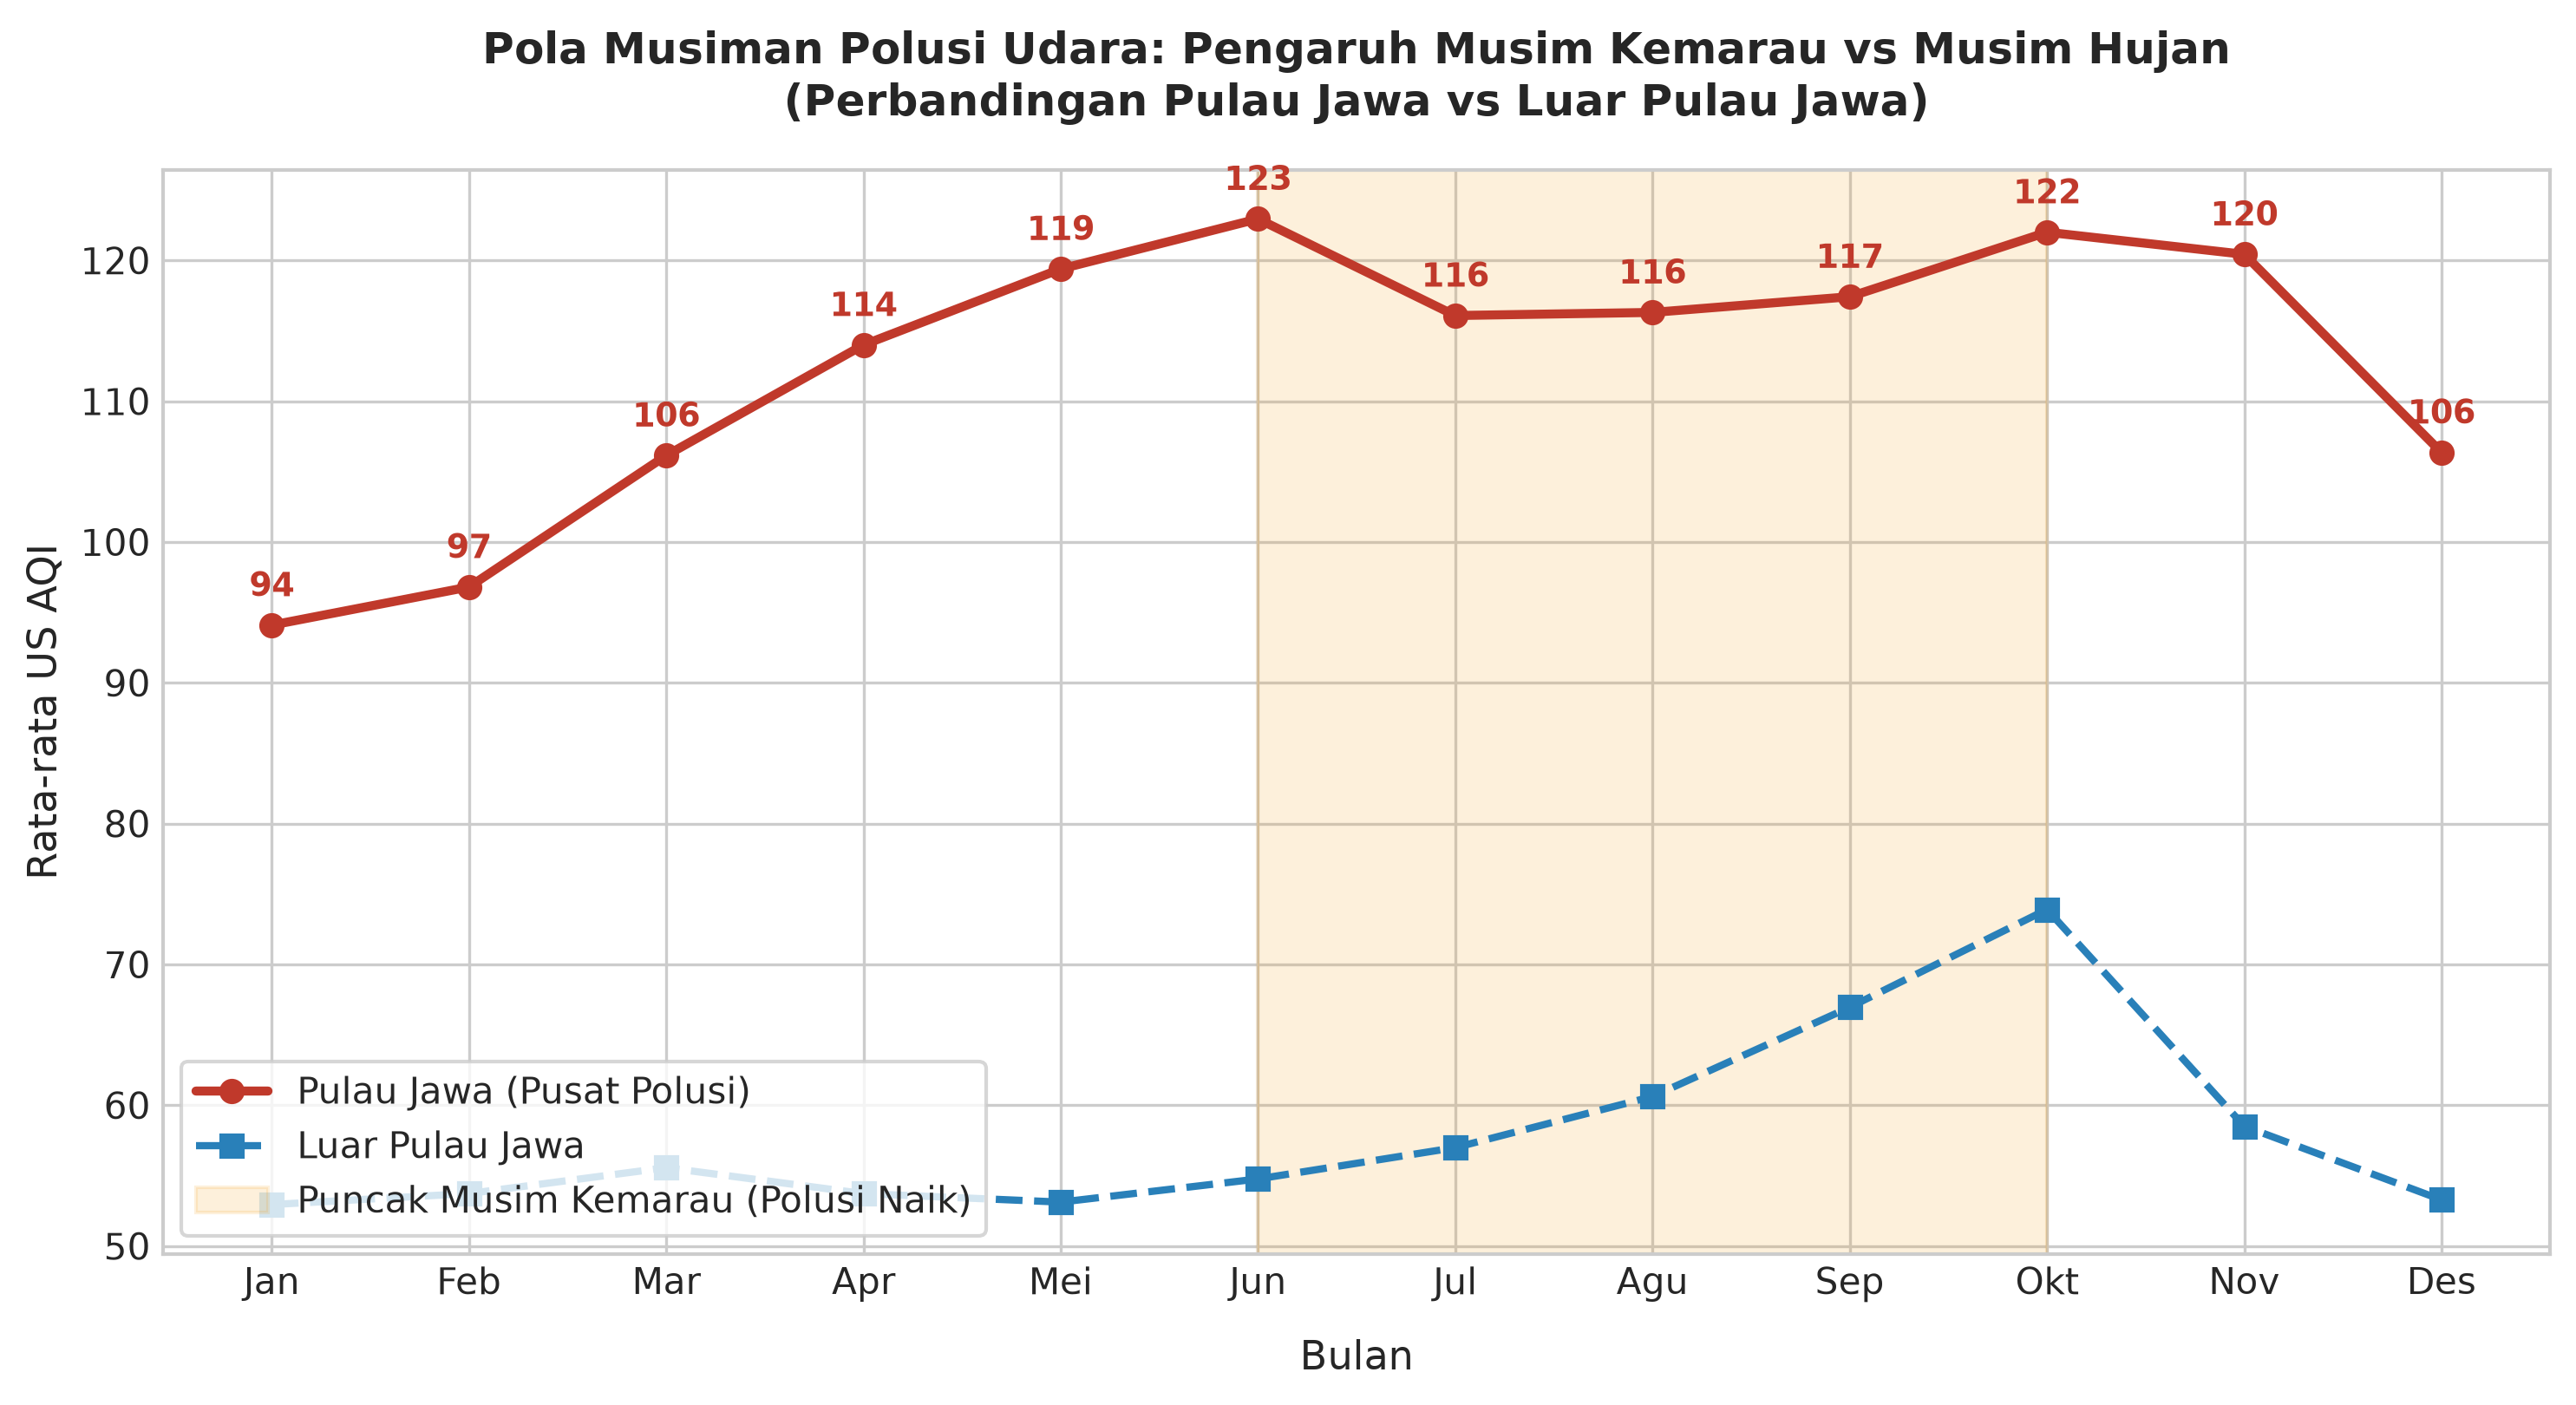 Pola Musiman Polusi Udara: Pengaruh Musim Kemarau vs Musim Hujan
(Perbandingan Pulau Jawa vs Luar Pulau Jawa)
Rata-rata US AQI
120
110
100
90
80
70
60
50
94
97
106
114
119
123
116
116
117
122
120
106
Pulau Jawa (Pusat Polusi)
Luar Pulau Jawa
Puncak Musim Kemarau (Polusi Naik)
Jan Feb Mar Apr Mei Jun Jul Agu Sep Okt Nov Des
Bulan